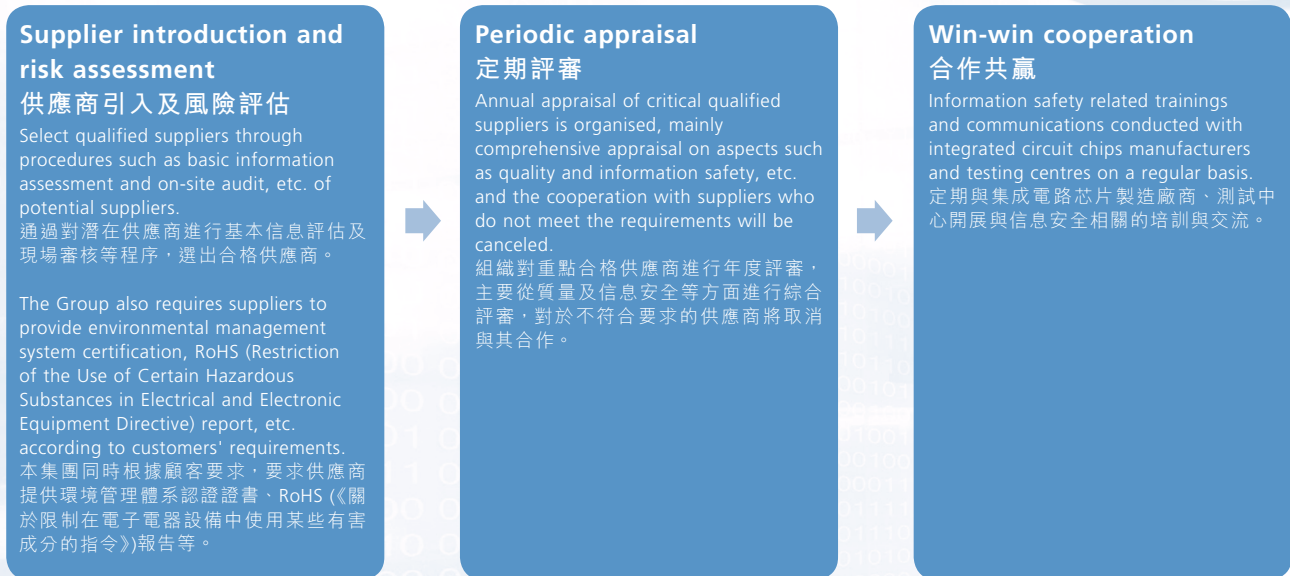 Supplier introduction and
risk assessment
供應商引入及風險評估
Select qualified suppliers through
procedures such as basic information
assessment and on-site audit, etc. of
potential suppliers.
通過對潛在供應商進行基本信息評估及
現場審核等程序，選出合格供應商。
The Group also requires suppliers to
provide environmental management
system certification, RoHS (Restriction
of the Use of Certain Hazardous
Substances in Electrical and Electronic
Equipment Directive) report, etc.
according to customers' requirements.
本集團同時根據顧客要求，要求供應商
提供環境管理體系認證證書、RoHS (《關
於限制在電子電器設備中使用某些有害
成分的指令》)報告等。
Periodic appraisal
定期評審
Annual appraisal of critical qualified
suppliers is organised, mainly
comprehensive appraisal on aspects such
as quality and information safety, etc.
and the cooperation with suppliers who
do not meet the requirements will be
canceled.
組織對重點合格供應商進行年度評審，
主要從質量及信息安全等方面進行綜合
評審，對於不符合要求的供應商將取消
與其合作。
Win-win cooperation
合作共贏
Information safety related trainings
and communications conducted with
integrated circuit chips manufacturers
and testing centres on a regular basis.
定期與集成電路芯片製造廠商、測試中
心開展與信息安全相關的培訓與交流。